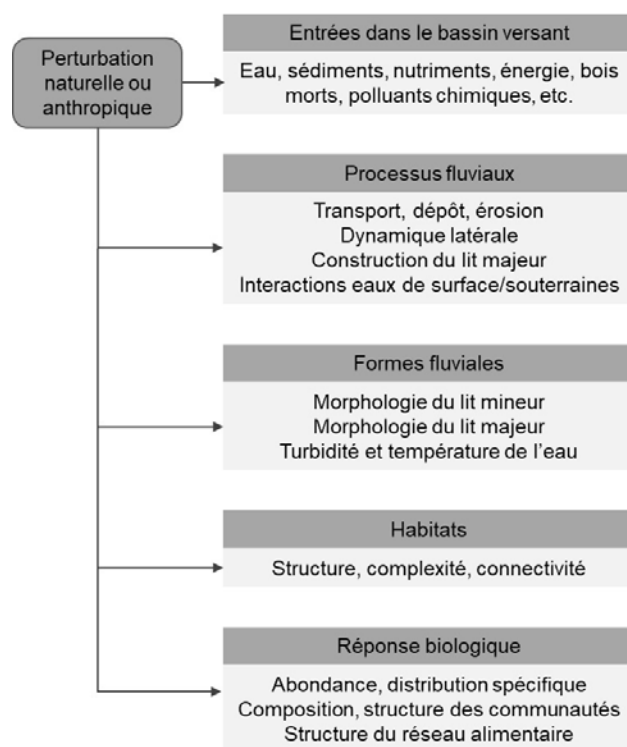 Perturbation
naturelle ou
anthropique
Entrées dans le bassin versant
Eau, sédiments, nutriments, énergie, bois
morts, polluants chimiques, etc.
Processus fluviaux
Transport, dépôt, érosion
Dynamique latérale
Construction du lit majeur
Interactions eaux de surface/souterraines
Formes fluviales
Morphologie du lit mineur
Morphologie du lit majeur
Turbidité et température de l'eau
Habitats
Structure, complexité, connectivité
Réponse biologique
Abondance, distribution spécifique
Composition, structure des communautés
Structure du réseau alimentaire